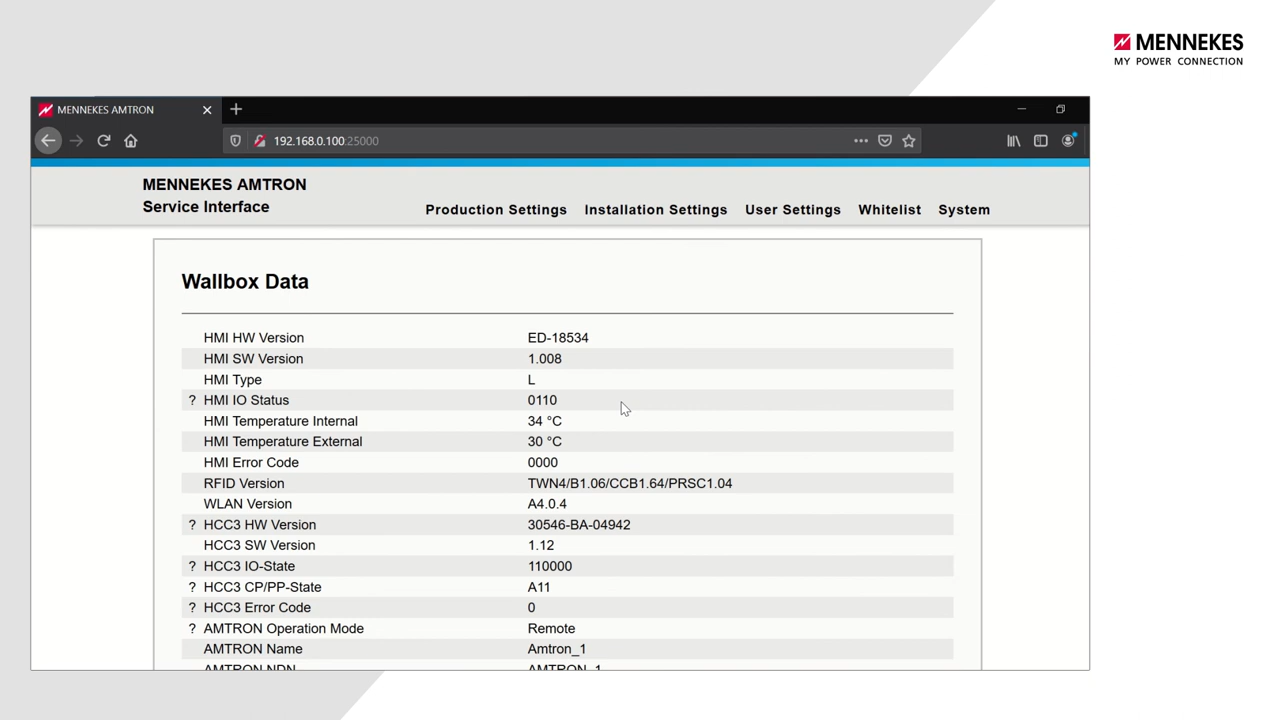 MENNEKES
MY POWER CONNECTION
MENNEKES AMTRON
192.168.0.100:25000
MENNEKES AMTRON
Service Interface
Production Settings Installation Settings User Settings Whitelist System
Wallbox Data
HMI HW Version ED-18534
HMI SW Version 1.008
HMI Type L
? HMI IO Status 0110
HMI Temperature Internal 34 °C
HMI Temperature External 30 °C
HMI Error Code 0000
RFID Version TWN4/B1.06/CCB1.64/PRSC1.04
WLAN Version A4.0.4
? HCC3 HW Version 30546-BA-04942
HCC3 SW Version 1.12
? HCC3 IO-State 110000
? HCC3 CP/PP-State A11
? HCC3 Error Code 0
? AMTRON Operation Mode Remote
AMTRON Name Amtron_1
AMTRON NDN AMTRON_1